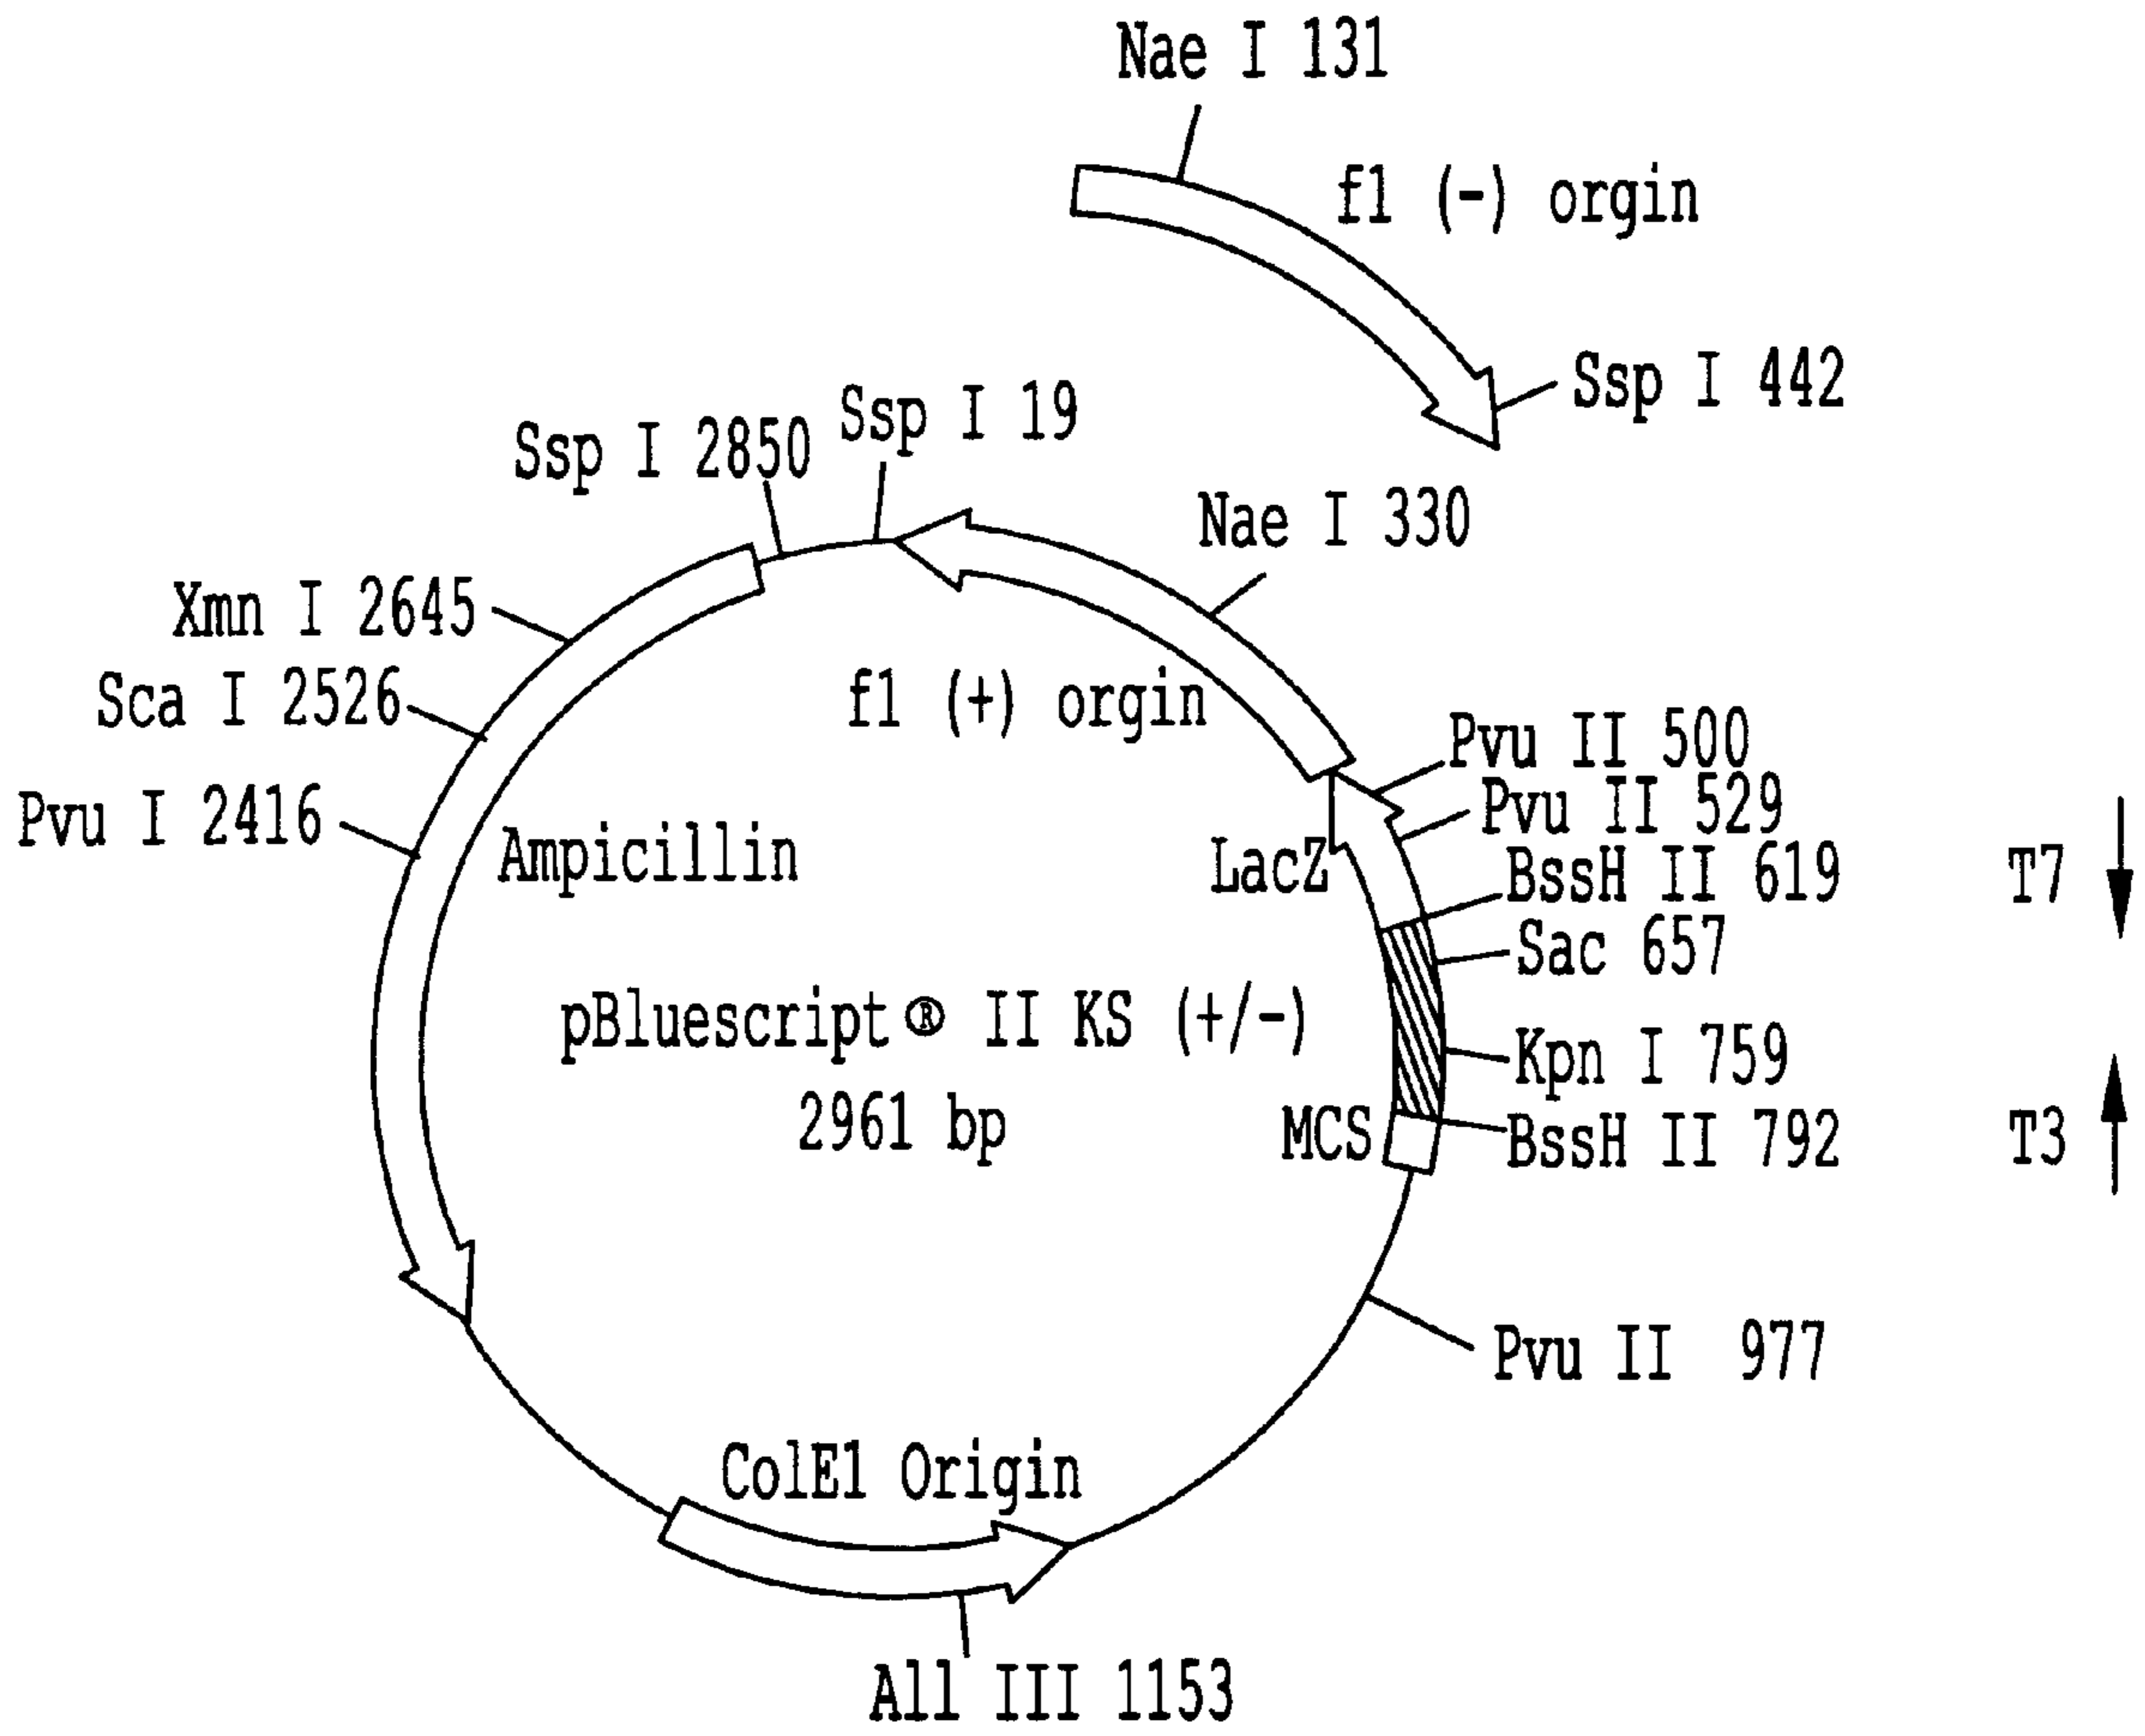 Nae I 131
f1 (-) orgin
Ssp I 442
Ssp I 19
Ssp I 2850
Nae I 330
Xmn I 2645
Sca I 2526
f1 (+) orgin
Pvu II 500
Pvu II 529
Pvu I 2416
Ampicillin
LacZ
BssH II 619
T7
Sac 657
pBluescript® II KS (+/-)
Kpn I 759
2961 bp
MCS
BssH II 792
T3
Pvu II 977
ColE1 Origin
All III 1153